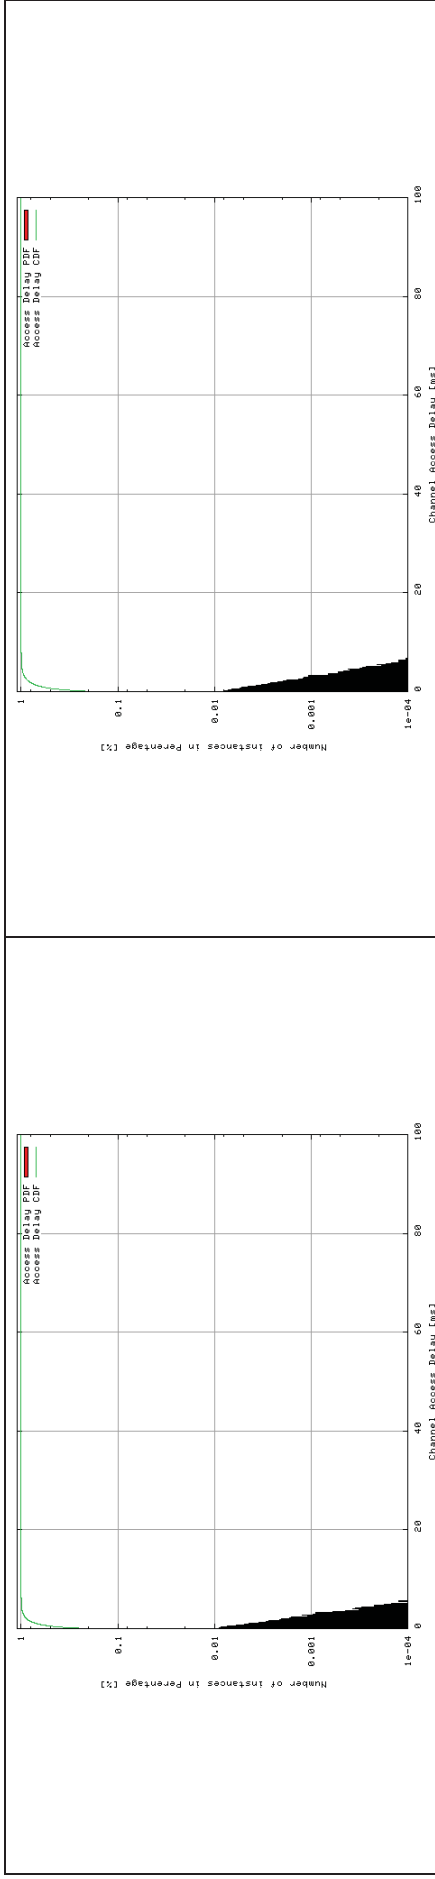 Number of instances in Perentage [%]
1
0.1
0.01
0.001
1e-04
Access Delay PDF
Access Delay CDF
0 20 40 60 80 100
Channel Access Delay [ms]
Number of instances in Perentage [%]
1
0.1
0.01
0.001
1e-04
Access Delay PDF
Access Delay CDF
0 20 40 60 80 100
Channel Access Delay [ms]